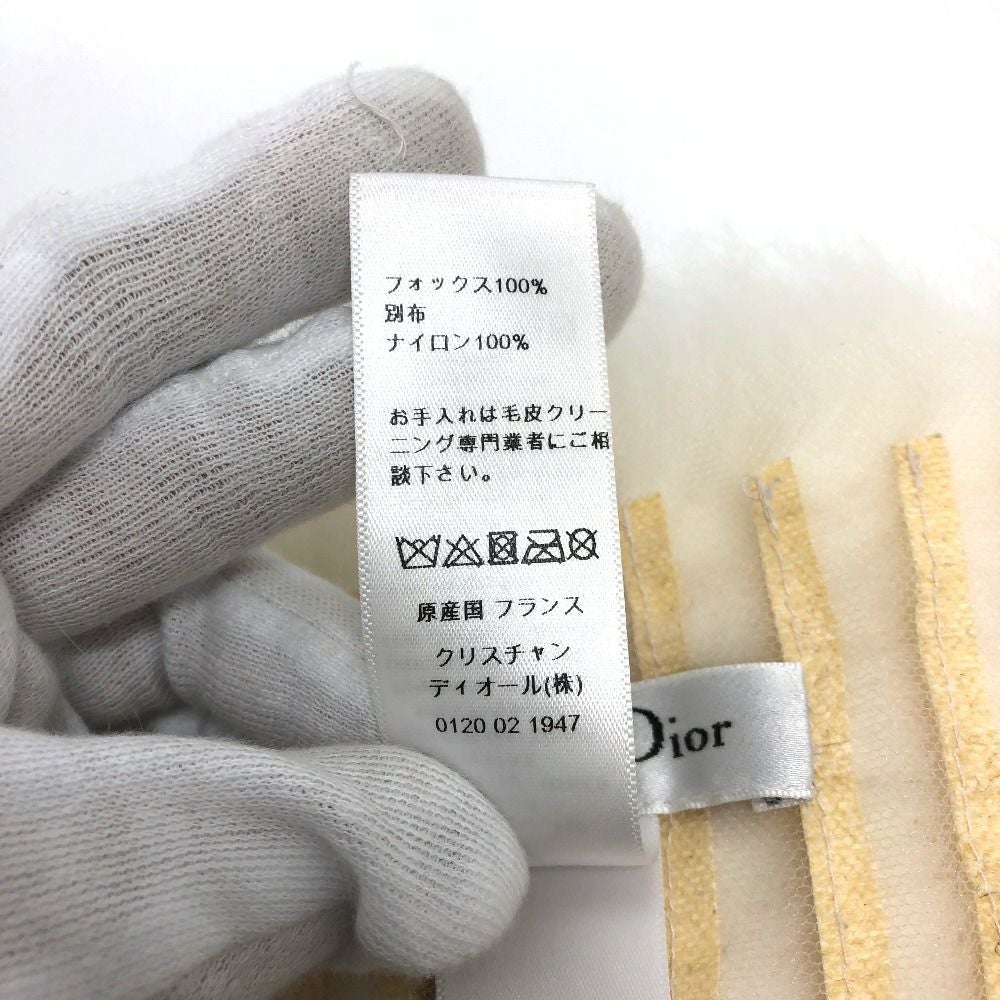 フォックス100%
別布
ナイロン100%
お手入れは毛皮クリー
ニング専門業者にご相
談下さい。
原産国 フランス
クリスチャン
ディオール(株)
0120 02 1947
Dior